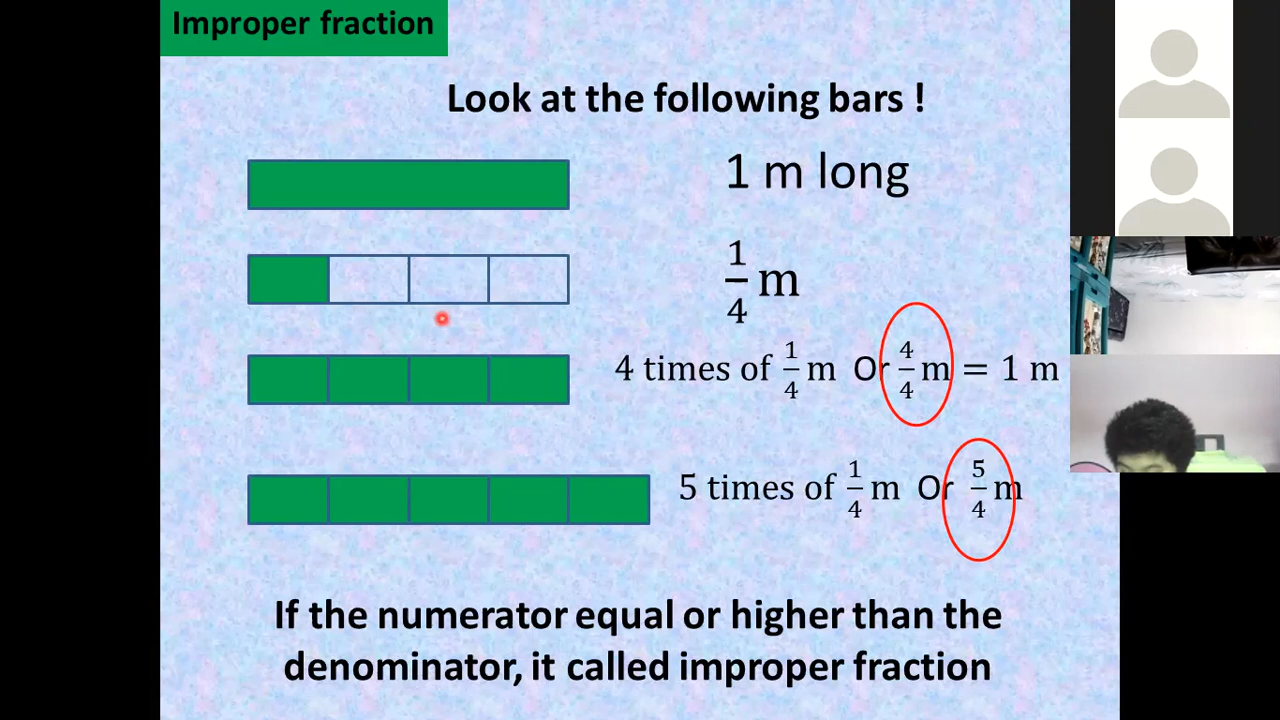 Improper fraction
Look at the following bars !
1 m long
1/4 m
4 times of 1/4 m Or 4/4 m = 1 m
5 times of 1/4 m Or 5/4 m
If the numerator equal or higher than the
denominator, it called improper fraction